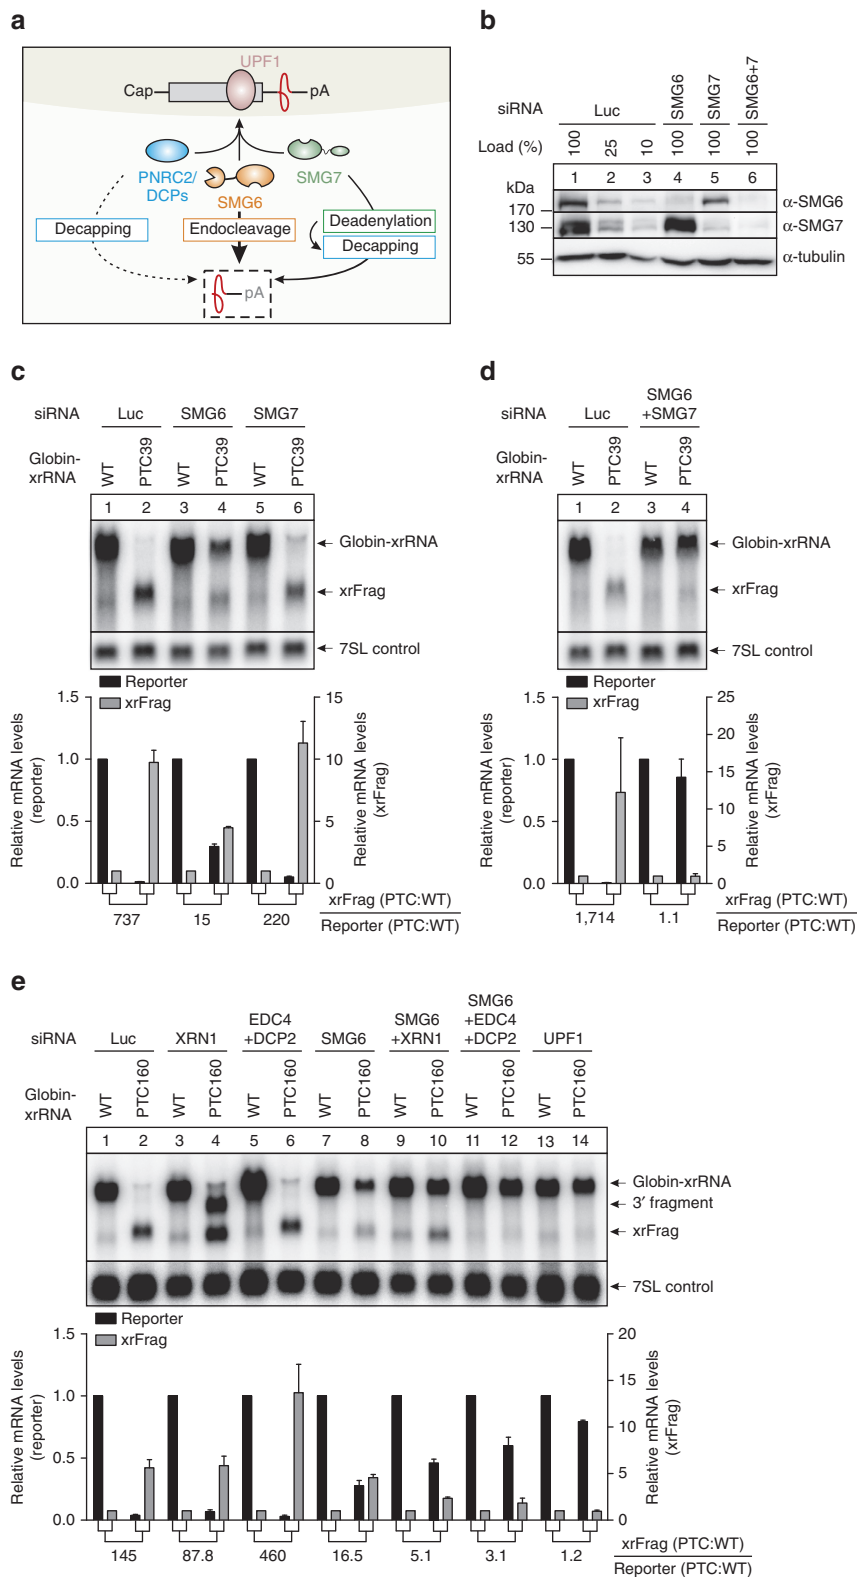 a
UPF1
Cap
pA
PNRC2/
DCPs
SMG6
SMG7
Decapping
Endocleavage
Deadenylation
Decapping
pA
b
siRNA
Luc
SMG6
SMG7
SMG6+7
Load (%)
100
25
10
100
100
100
1 2 3 4 5 6
kDa
170
α-SMG6
130
α-SMG7
55
α-tubulin
c
siRNA
Luc SMG6 SMG7
Globin-
xrRNA
WT PTC39 WT PTC39 WT PTC39
1 2 3 4 5 6
Globin-xrRNA
xrFrag
7SL control
Reporter
xrFrag
Relative mRNA levels
(reporter)
1.5
1.0
0.5
0.0
15
10
5
0
Relative mRNA levels
(xrFrag)
737 15 220
xrFrag (PTC:WT)
Reporter (PTC:WT)
d
siRNA
Luc
SMG6
+SMG7
Globin-
xrRNA
WT PTC39 WT PTC39
1 2 3 4
Globin-xrRNA
xrFrag
7SL control
Reporter
xrFrag
Relative mRNA levels
(reporter)
1.5
1.0
0.5
0.0
25
20
15
10
5
0
Relative mRNA levels
(xrFrag)
1,714 1.1
xrFrag (PTC:WT)
Reporter (PTC:WT)
e
siRNA
Luc
XRN1
EDC4
+DCP2
SMG6
SMG6
+XRN1
SMG6
+EDC4
+DCP2
UPF1
Globin-
xrRNA
WT PTC160 WT PTC160 WT PTC160 WT PTC160 WT PTC160 WT PTC160 WT PTC160
1 2 3 4 5 6 7 8 9 10 11 12 13 14
Globin-xrRNA
3′ fragment
xrFrag
7SL control
Reporter
xrFrag
Relative mRNA levels
(reporter)
1.5
1.0
0.5
0.0
20
15
10
5
0
Relative mRNA levels
(xrFrag)
145 87.8 460 16.5 5.1 3.1 1.2
xrFrag (PTC:WT)
Reporter (PTC:WT)